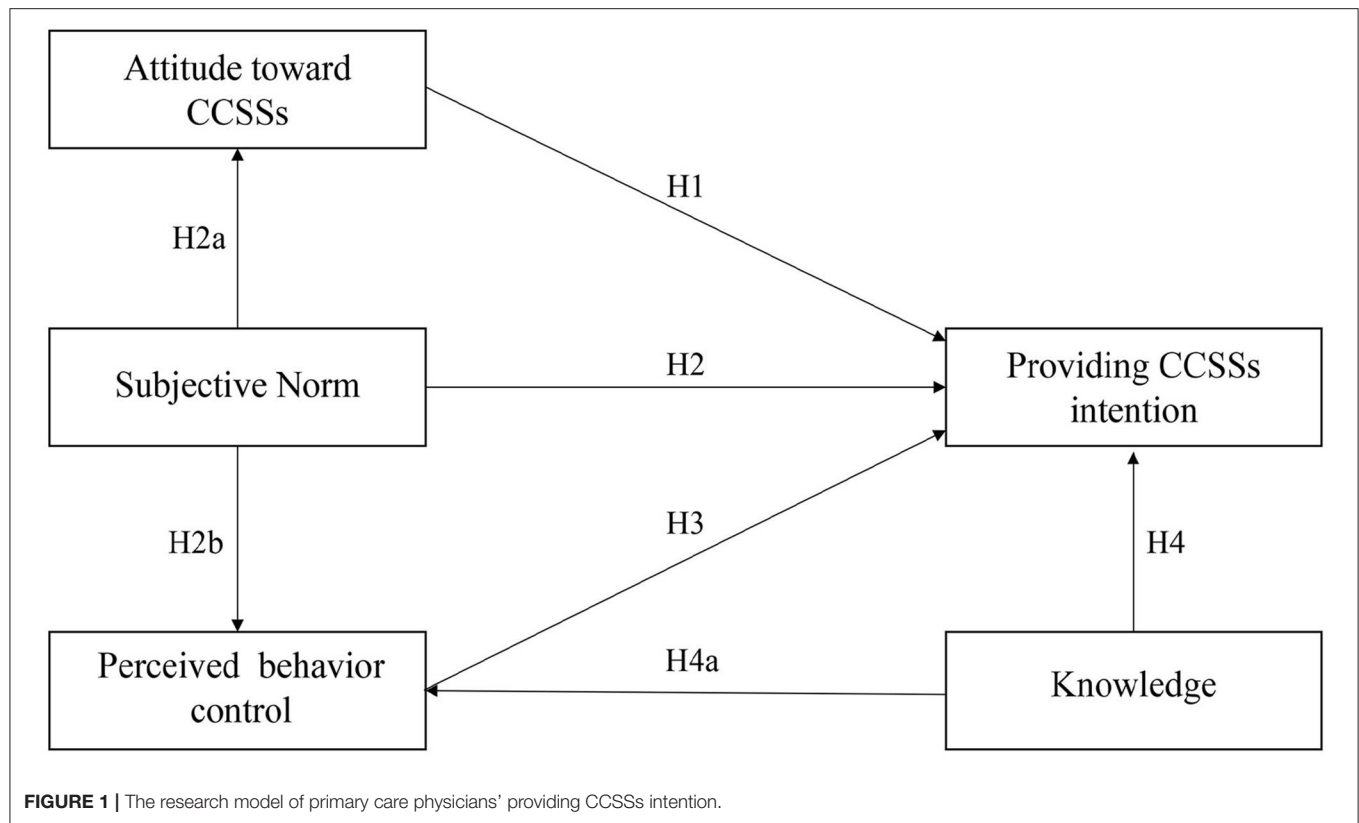 Attitude toward
CCSSs
H1
H2a
Subjective Norm
H2
Providing CCSSs
intention
H2b
H3
H4
Perceived behavior
control
H4a
Knowledge
FIGURE 1 | The research model of primary care physicians' providing CCSSs intention.